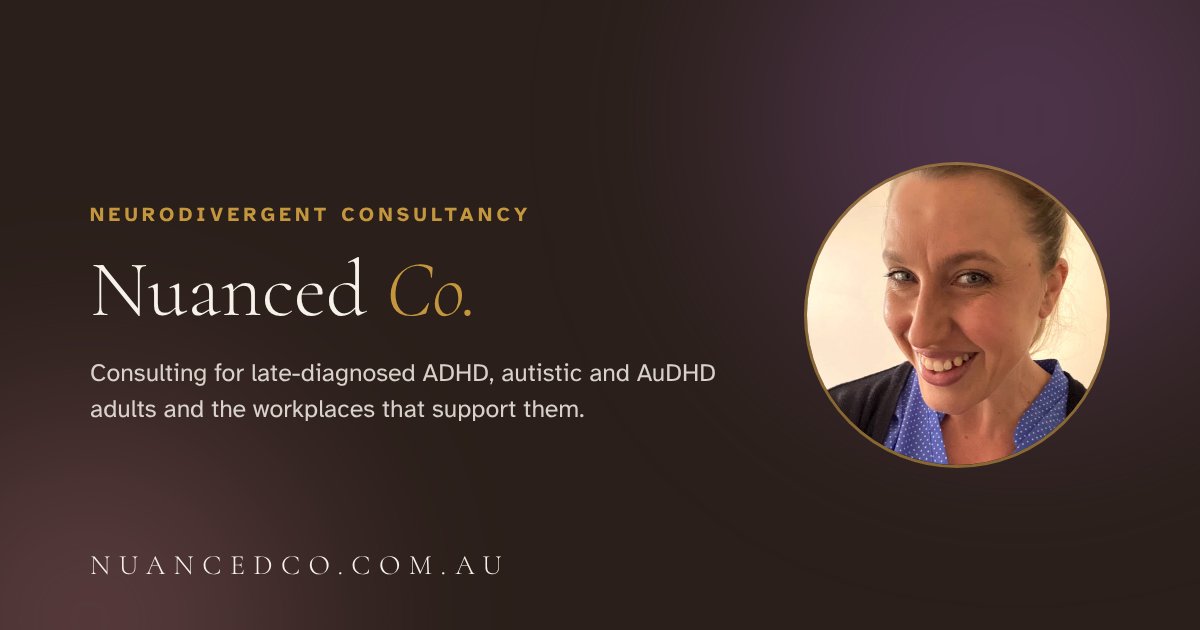 NEURODIVERGENT CONSULTANCY
Nuanced Co.
Consulting for late-diagnosed ADHD, autistic and AuDHD
adults and the workplaces that support them.
NUANCEDCO.COM.AU